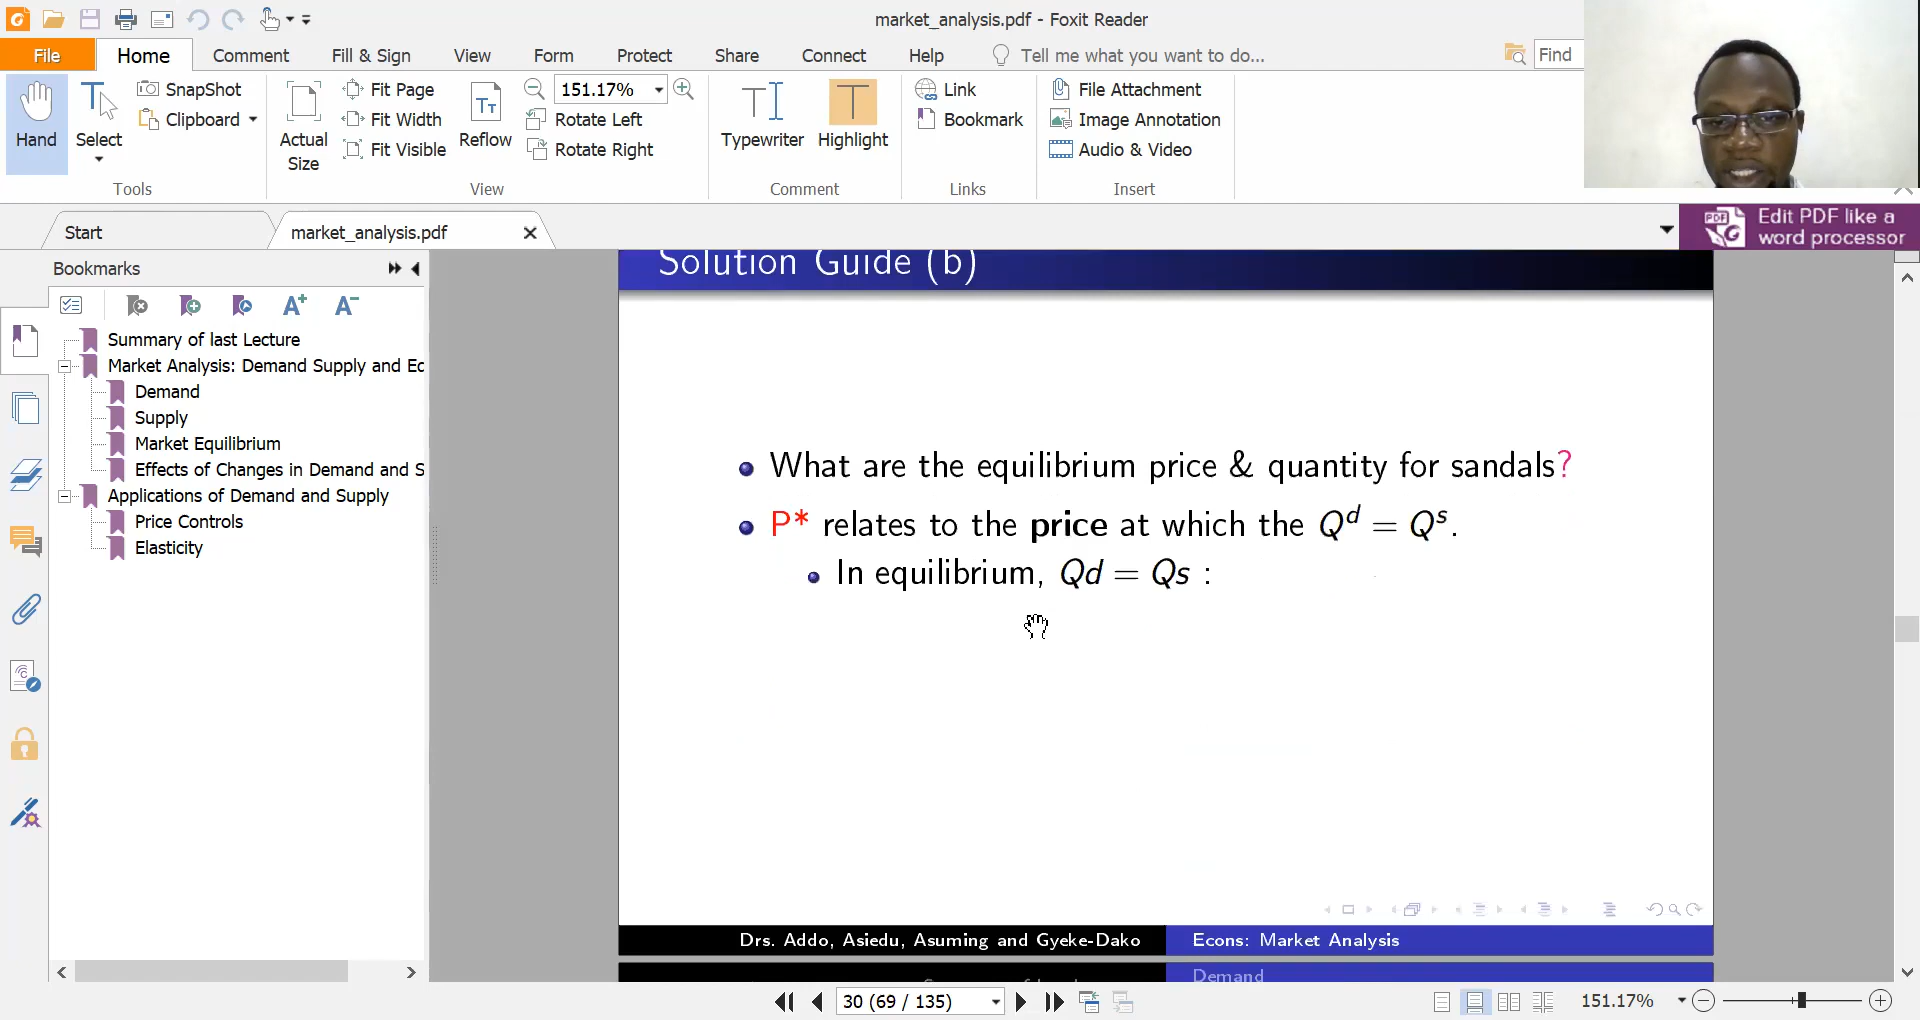 market_analysis.pdf - Foxit Reader
File Home Comment Fill & Sign View Form Protect Share Connect Help Tell me what you want to do... Find
Hand Select SnapShot Clipboard
Tools
Actual Size
Fit Page
Fit Width
Fit Visible
Reflow
151.17%
Rotate Left
Rotate Right
View
Typewriter Highlight
Comment
Link
Bookmark
Links
File Attachment
Image Annotation
Audio & Video
Insert
Start market_analysis.pdf
Edit PDF like a
word processor
Bookmarks
Summary of last Lecture
Market Analysis: Demand Supply and Ec
Demand
Supply
Market Equilibrium
Effects of Changes in Demand and S
Applications of Demand and Supply
Price Controls
Elasticity
Solution Guide (b)
What are the equilibrium price & quantity for sandals?
P* relates to the price at which the Q^d = Q^s.
In equilibrium, Qd = Qs :
Drs. Addo, Asiedu, Asuming and Gyeke-Dako Econs: Market Analysis
Demand
30 (69 / 135)
151.17%